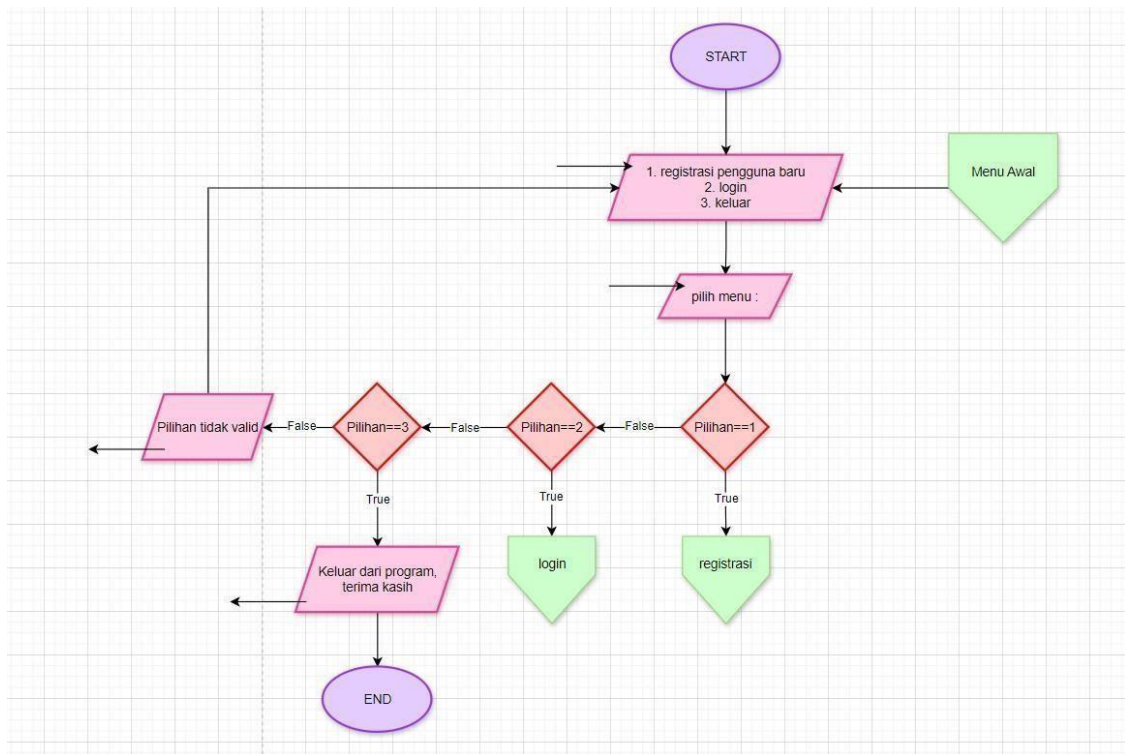 START
1. registrasi pengguna baru
2. login
3. keluar
Menu Awal
pilih menu :
Pilihan tidak valid
False
Pilihan==3
False
Pilihan==2
False
Pilihan==1
True
True
True
Keluar dari program,
terima kasih
login
registrasi
END